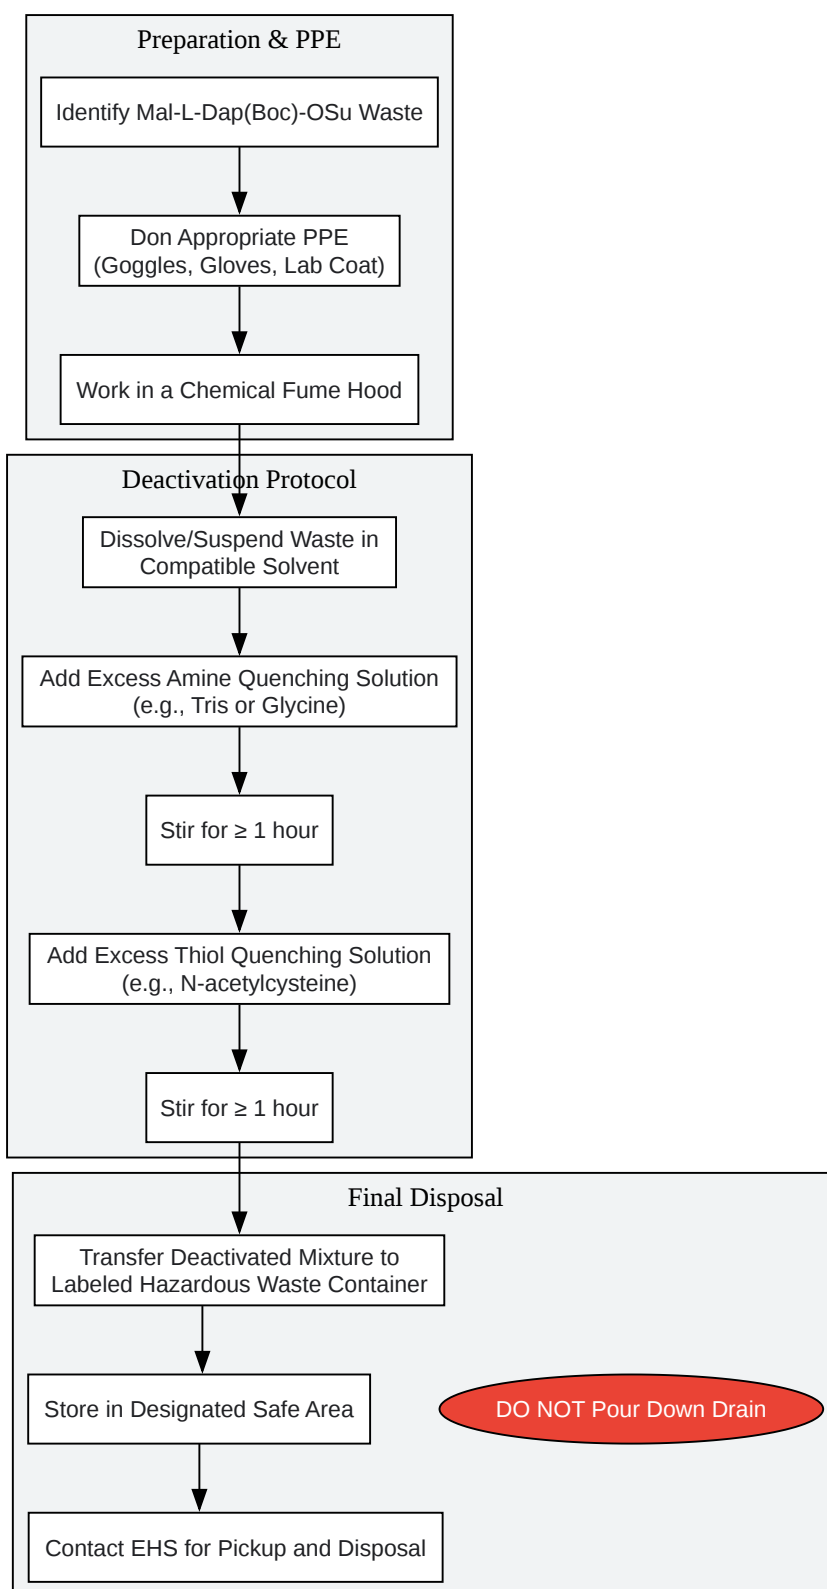 Preparation & PPE
Identify Mal-L-Dap(Boc)-OSu Waste
Don Appropriate PPE
(Goggles, Gloves, Lab Coat)
Work in a Chemical Fume Hood
Deactivation Protocol
Dissolve/Suspend Waste in
Compatible Solvent
Add Excess Amine Quenching Solution
(e.g., Tris or Glycine)
Stir for ≥ 1 hour
Add Excess Thiol Quenching Solution
(e.g., N-acetylcysteine)
Stir for ≥ 1 hour
Final Disposal
Transfer Deactivated Mixture to
Labeled Hazardous Waste Container
Store in Designated Safe Area
DO NOT Pour Down Drain
Contact EHS for Pickup and Disposal